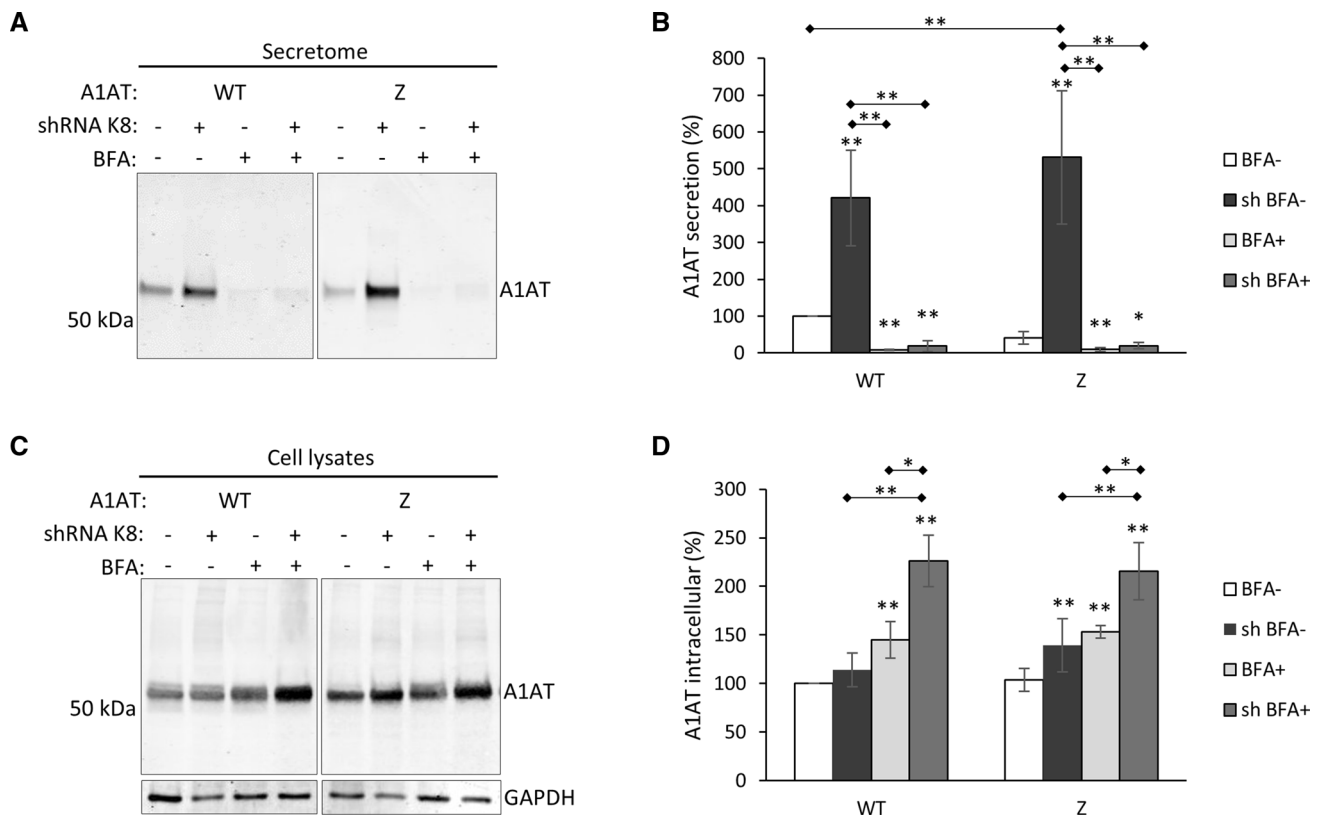 A
Secretome
A1AT: WT Z
shRNA K8: - + - + - + - +
BFA: - - + + - - + +
A1AT
50 kDa
B
**
**
**
**
**
**
**
** **
** *
800
700
600
500
400
300
200
100
0
A1AT secretion (%)
WT Z
BFA-
sh BFA-
BFA+
sh BFA+
C
Cell lysates
A1AT: WT Z
shRNA K8: - + - + - + - +
BFA: - - + + - - + +
A1AT
50 kDa
GAPDH
D
* *
** **
** **
** ** **
300
250
200
150
100
50
0
A1AT intracellular (%)
WT Z
BFA-
sh BFA-
BFA+
sh BFA+